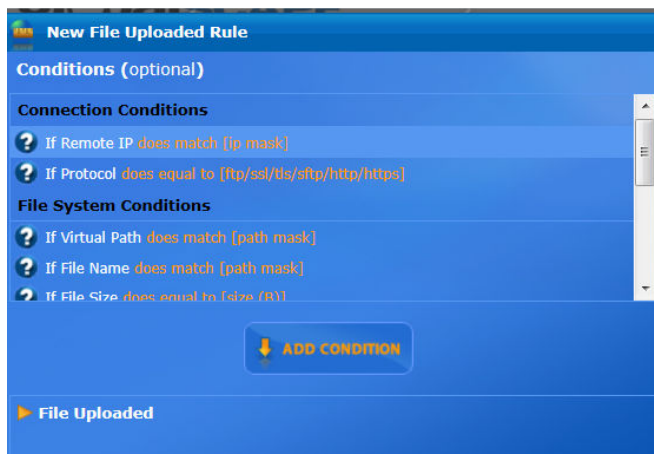 New File Uploaded Rule
Conditions (optional)
Connection Conditions
If Remote IP does match [ip mask]
If Protocol does equal to [ftp/ssl/tls/sftp/http/https]
File System Conditions
If Virtual Path does match [path mask]
If File Name does match [path mask]
If File Size does equal to [size (B)]
ADD CONDITION
File Uploaded